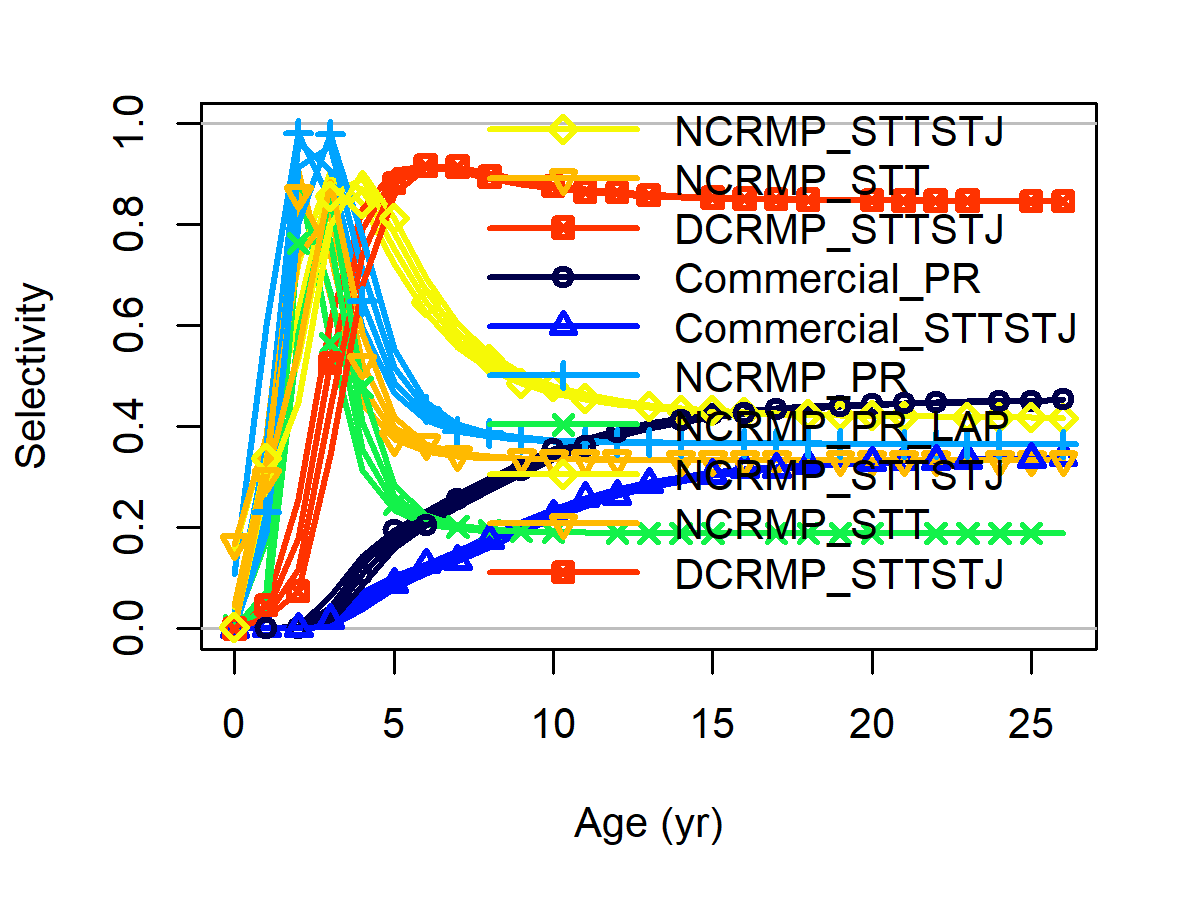 NCRMP_STTSTJ
NCRMP_STT
DCRMP_STTSTJ
Commercial_PR
Commercial_STTSTJ
NCRMP_PR
NCRMP_PR_LAP
NCRMP_STTSTJ
NCRMP_STT
DCRMP_STTSTJ
Selectivity
1.0
0.8
0.6
0.4
0.2
0.0
0 5 10 15 20 25
Age (yr)